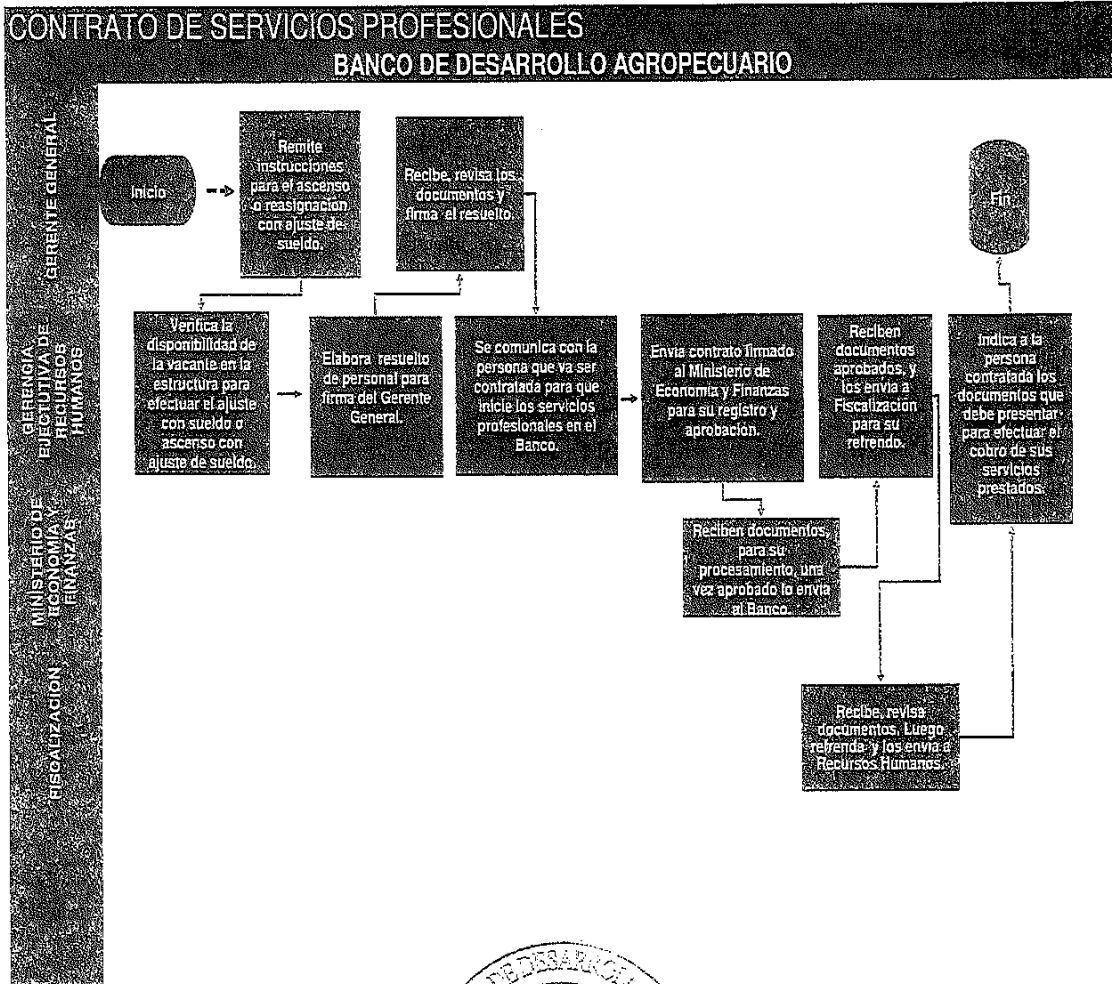 CONTRATO DE SERVICIOS PROFESIONALES
BANCO DE DESARROLLO AGROPECUARIO
GERENTE GENERAL
Inicio
Remite
instrucciones
para el ascenso
o reasignación
con ajuste de
sueldo.
Recibe, revisa los
documentos y
firma el resuelto.
Fin
GERENCIA
EJECTUTIVA DE
RECURSOS
HUMANOS
Verifica la
disponibilidad de
la vacante en la
estructura para
efectuar el ajuste
con sueldo o
ascenso con
ajuste de sueldo.
Elabora resuelto
de personal para
firma del Gerente
General.
Se comunica con la
persona que va ser
contratada para que
inicie los servicios
profesionales en el
Banco.
Envía contrato firmado
al Ministerio de
Economía y Finanzas
para su registro y
aprobación.
Reciben
documentos
aprobados, y
los envía a
Fiscalización
para su
refrendo.
Indica a la
persona
contratada los
documentos que
debe presentar
para efectuar el
cobro de sus
servicios
prestados.
MINISTERIO DE
ECONOMÍA Y
FINANZAS
Reciben documentos,
para su
procesamiento, una
vez aprobado lo envía
al Banco.
FISCALIZACIÓN
Recibe, revisa
documentos, Luego
refrenda y los envía a
Recursos Humanos.
DE DESARROL